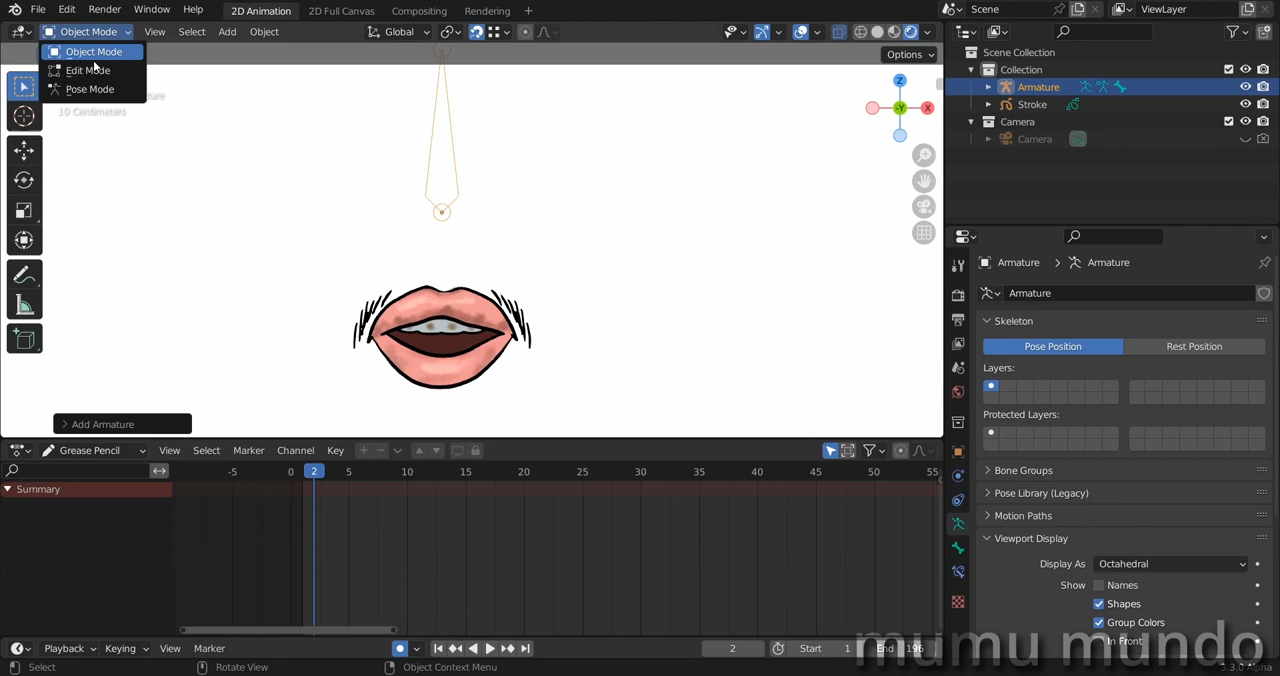 File Edit Render Window Help 2D Animation 2D Full Canvas Compositing Rendering + Scene ViewLayer
Object Mode View Select Add Object Global
Options
Object Mode
Edit Mode
Pose Mode
10 Centimeters
Z
-Y
X
Add Armature
Scene Collection
Collection
Armature
Stroke
Camera
Camera
Armature > Armature
Armature
Skeleton
Pose Position Rest Position
Layers:
Protected Layers:
Bone Groups
Pose Library (Legacy)
Motion Paths
Viewport Display
Display As Octahedral
Show Names
Shapes
Group Colors
In Front
Grease Pencil View Select Marker Channel Key
-5 0 2 5 10 15 20 25 30 35 40 45 50 55
Summary
Playback Keying View Marker 2 Start 1 End 196
mumu mundo
Select Rotate View Object Context Menu 3.3.0 Alpha